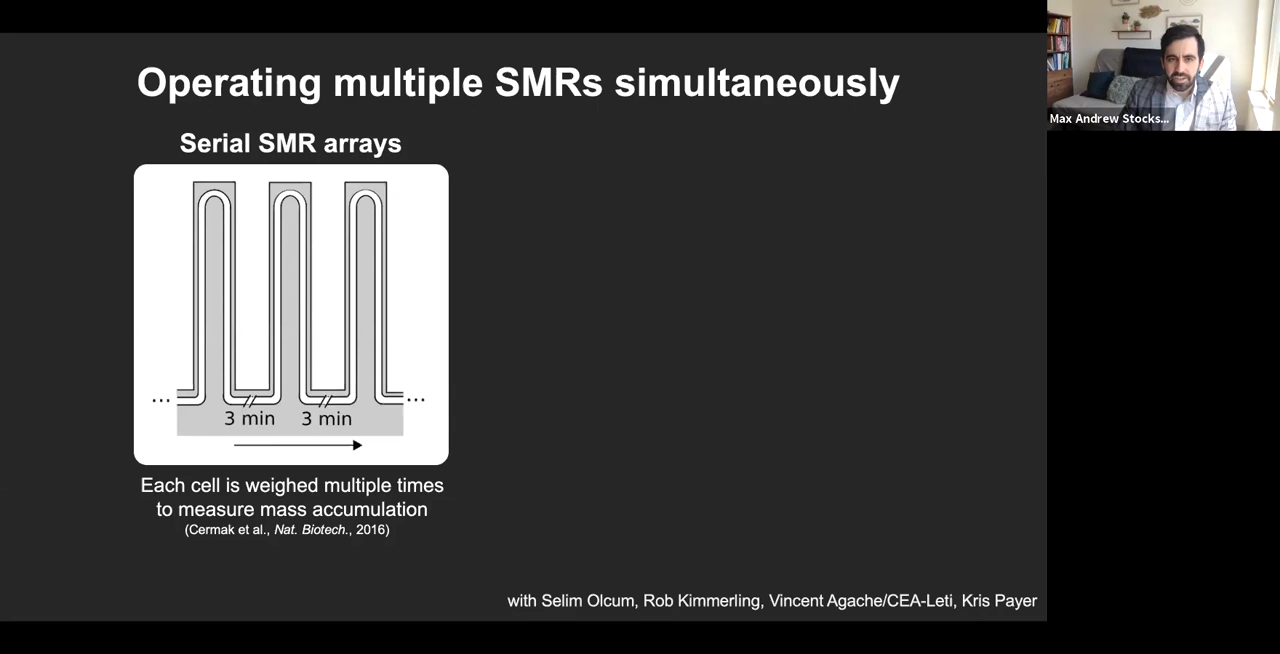 Operating multiple SMRs simultaneously
Serial SMR arrays
...
...
3 min
3 min
Each cell is weighed multiple times
to measure mass accumulation
(Cermak et al., Nat. Biotech., 2016)
with Selim Olcum, Rob Kimmerling, Vincent Agache/CEA-Leti, Kris Payer
Max Andrew Stocks...